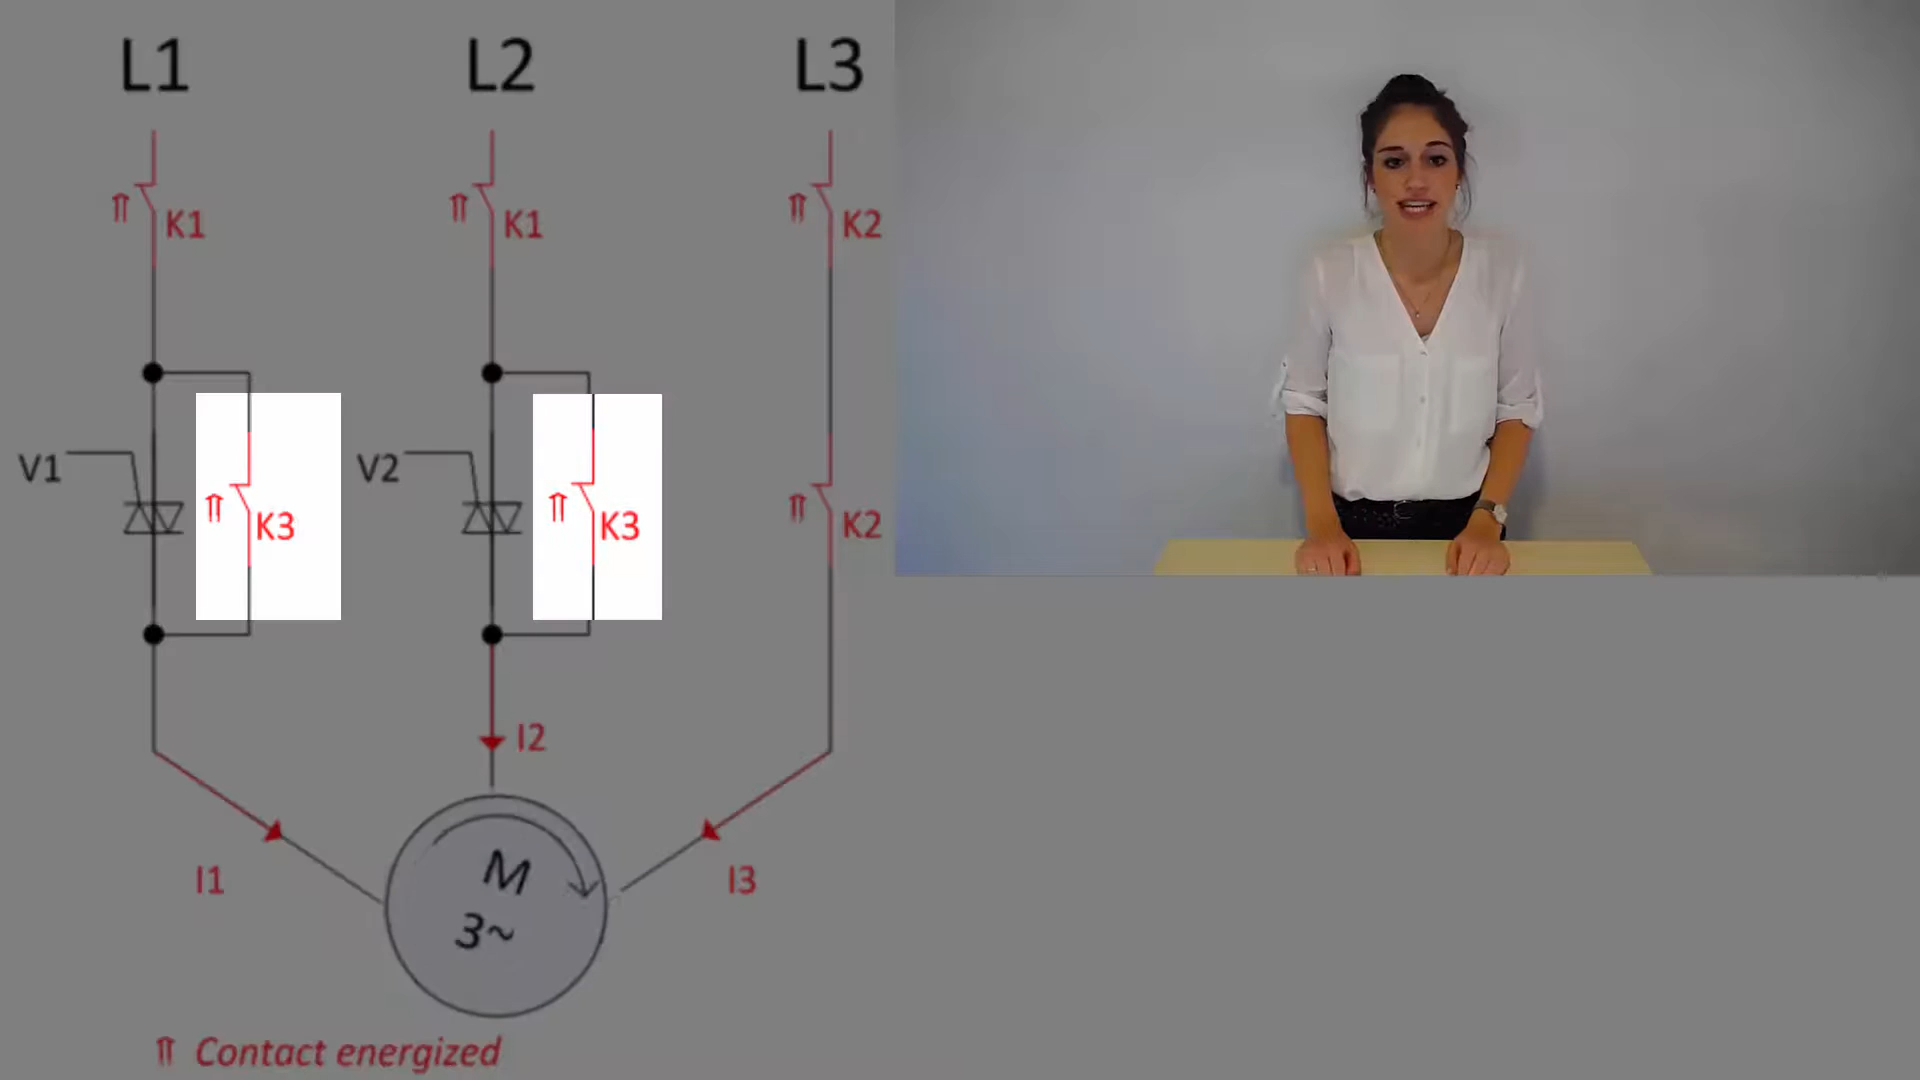 L1 L2 L3
⇈ K1 ⇈ K1 ⇈ K2
V1 ⇈ K3 V2 ⇈ K3 ⇈ K2
I2
I1 I3
M
3~
⇈ Contact energized